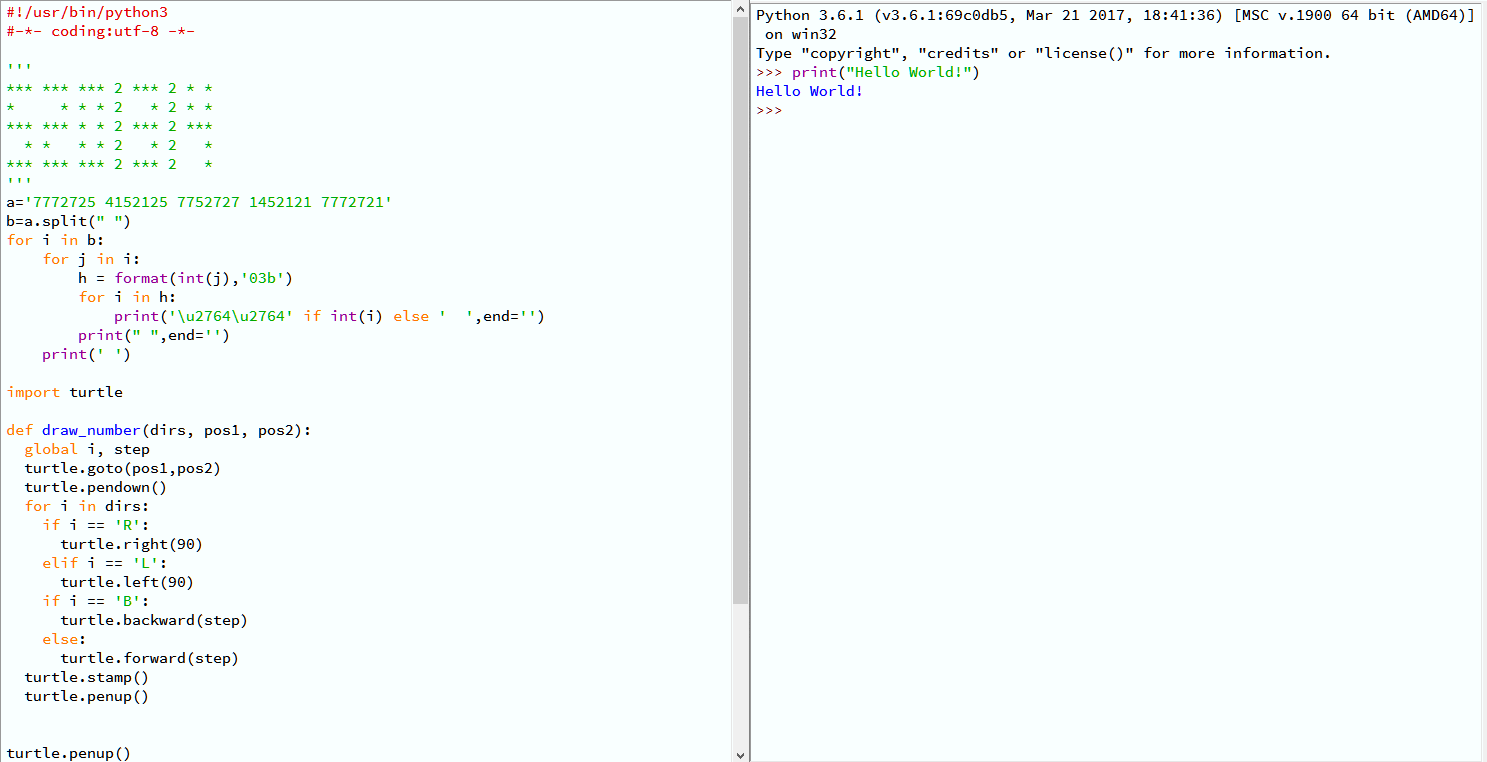 #!/usr/bin/python3
#-*- coding:utf-8 -*-

'''
*** *** *** 2 *** 2 * *
*     * * * 2   * 2 * *
*** *** * * 2 *** 2 ***
  * *   * * 2   * 2   *
*** *** *** 2 *** 2   *
'''
a='7772725 4152125 7752727 1452121 7772721'
b=a.split(" ")
for i in b:
    for j in i:
        h = format(int(j),'03b')
        for i in h:
            print('\u2764\u2764' if int(i) else '  ',end='')
        print(" ",end='')
    print(' ')

import turtle

def draw_number(dirs, pos1, pos2):
  global i, step
  turtle.goto(pos1,pos2)
  turtle.pendown()
  for i in dirs:
    if i == 'R':
      turtle.right(90)
    elif i == 'L':
      turtle.left(90)
    if i == 'B':
      turtle.backward(step)
    else:
      turtle.forward(step)
  turtle.stamp()
  turtle.penup()


turtle.penup()
Python 3.6.1 (v3.6.1:69c0db5, Mar 21 2017, 18:41:36) [MSC v.1900 64 bit (AMD64)]
 on win32
Type "copyright", "credits" or "license()" for more information.
>>> print("Hello World!")
Hello World!
>>>